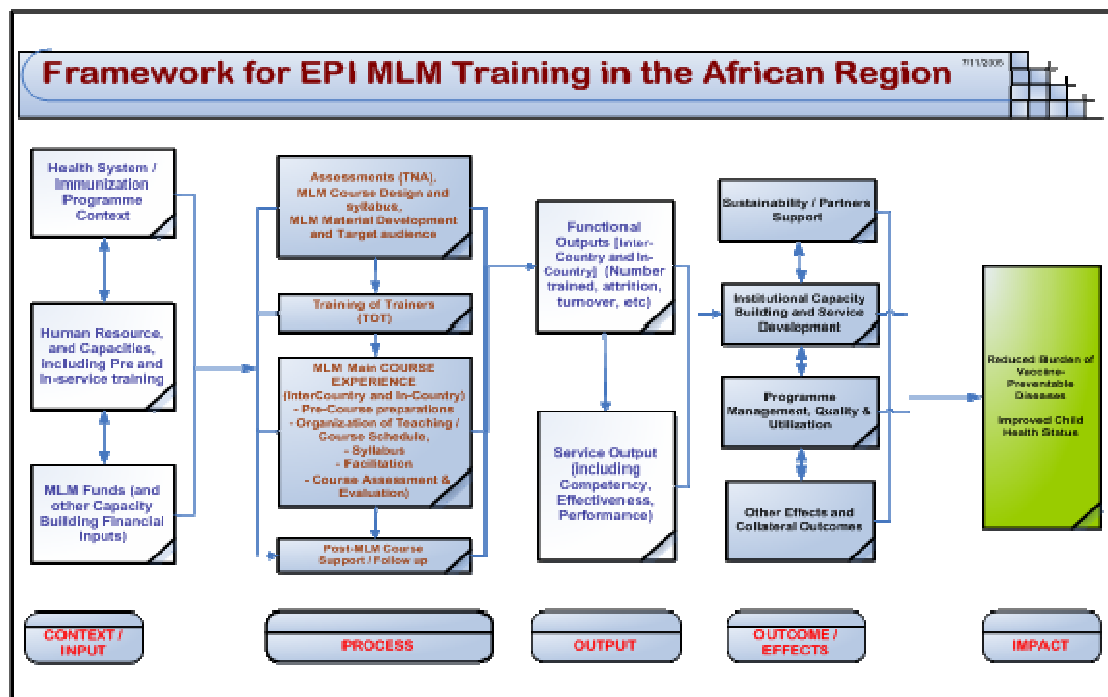 Framework for EPI MLM Training in the African Region
7/11/2005
Health System /
Immunization
Programme
Context
Human Resource,
and Capacities,
including Pre and
In-service training
MLM Funds (and
other Capacity
Building Financial
Inputs)
Assessments (TNA),
MLM Course Design and
syllabus,
MLM Material Development
and Target audience
Training of Trainers
(TOT)
MLM Main COURSE
EXPERIENCE
(InterCountry and In-Country)
- Pre-Course preparations
- Organization of Teaching /
Course Schedule,
- Syllabus
- Facilitation
- Course Assessment &
Evaluation)
Post-MLM Course
Support / Follow up
Functional
Outputs [Inter-
Country and In-
Country] (Number
trained, attrition,
turnover, etc)
Service Output
(including
Competency,
Effectiveness,
Performance)
Sustainability / Partners
Support
Institutional Capacity
Building and Service
Development
Programme
Management, Quality &
Utilization
Other Effects and
Collateral Outcomes
Reduced Burden of
Vaccine-
Preventable
Diseases
Improved Child
Health Status
CONTEXT /
INPUT
PROCESS
OUTPUT
OUTCOME /
EFFECTS
IMPACT